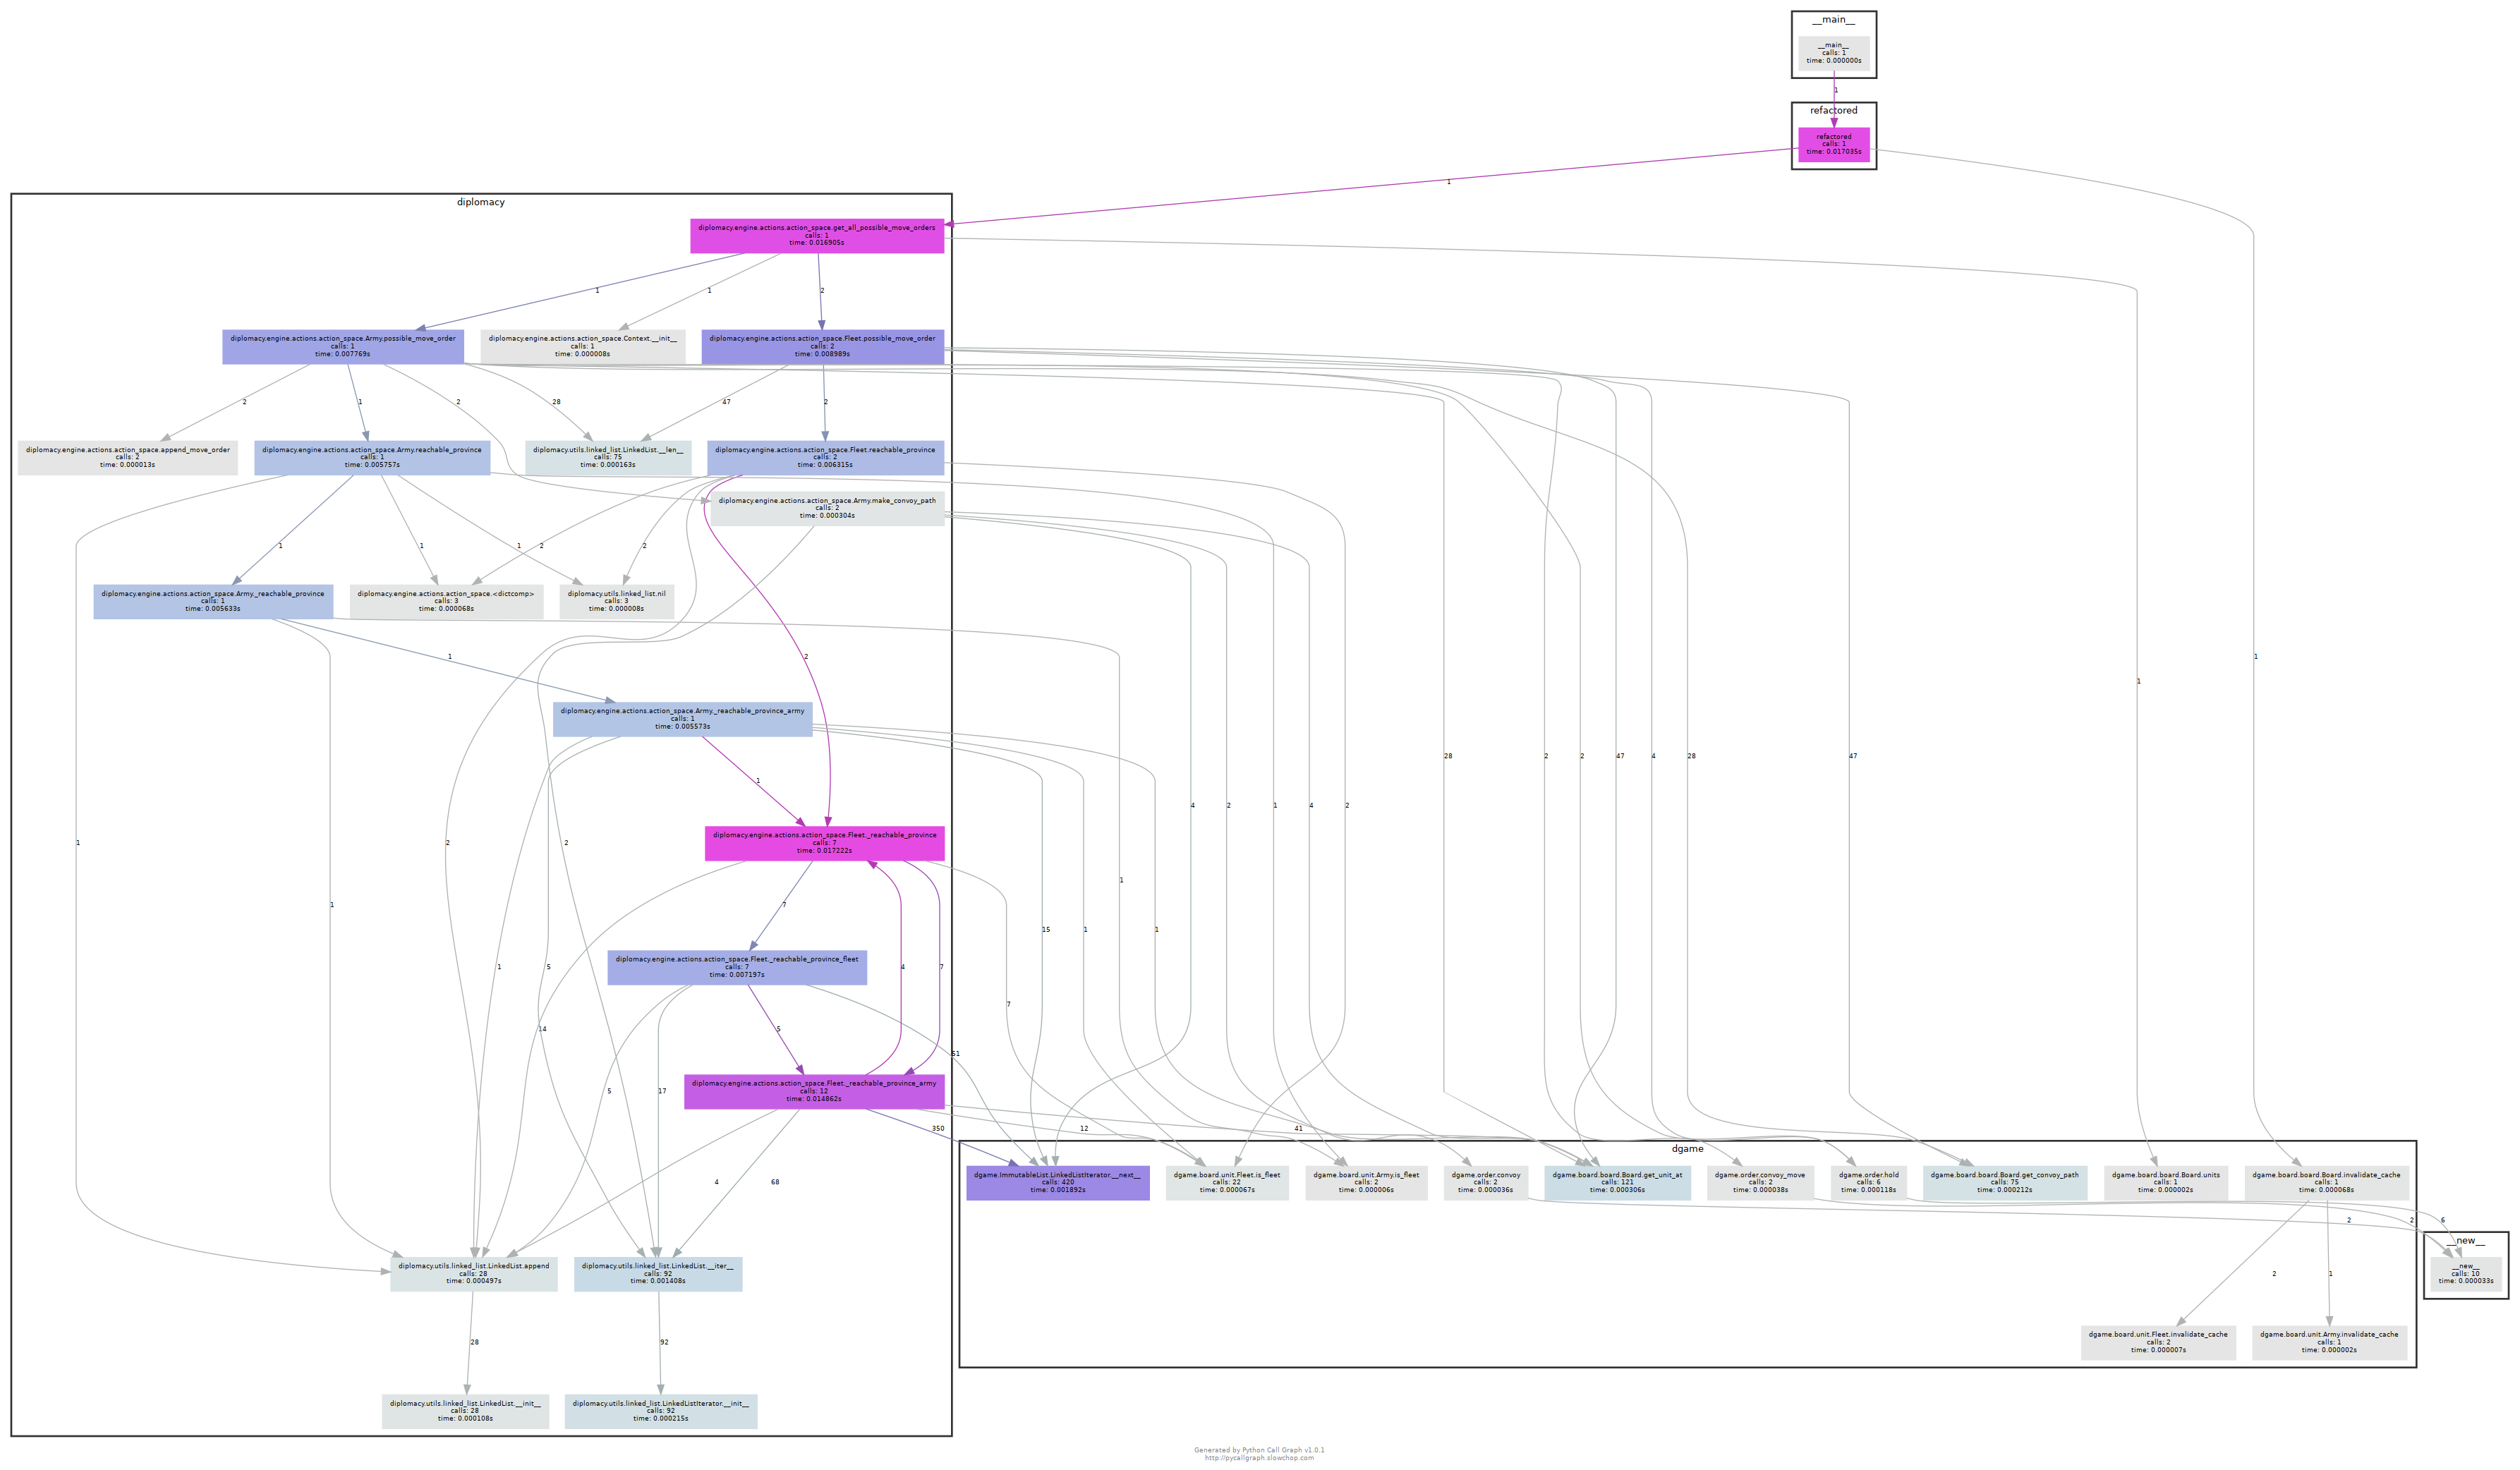 __main__
__main__
calls: 1
time: 0.000000s
1
refactored
refactored
calls: 1
time: 0.017035s
1
diplomacy
diplomacy.engine.actions.action_space.get_all_possible_move_orders
calls: 1
time: 0.016905s
1
1
2
diplomacy.engine.actions.action_space.Army.possible_move_order
calls: 1
time: 0.007769s
diplomacy.engine.actions.action_space.Context.__init__
calls: 1
time: 0.000008s
diplomacy.engine.actions.action_space.Fleet.possible_move_order
calls: 2
time: 0.008989s
2
1
2
28
47
2
diplomacy.engine.actions.action_space.append_move_order
calls: 2
time: 0.000013s
diplomacy.engine.actions.action_space.Army.reachable_province
calls: 1
time: 0.005757s
diplomacy.utils.linked_list.LinkedList.__len__
calls: 75
time: 0.000163s
diplomacy.engine.actions.action_space.Fleet.reachable_province
calls: 2
time: 0.006315s
diplomacy.engine.actions.action_space.Army.make_convoy_path
calls: 2
time: 0.000304s
1
1
1
2
2
diplomacy.engine.actions.action_space.Army._reachable_province
calls: 1
time: 0.005633s
diplomacy.engine.actions.action_space.<dictcomp>
calls: 3
time: 0.000068s
diplomacy.utils.linked_list.nil
calls: 3
time: 0.000008s
1
2
1
1
diplomacy.engine.actions.action_space.Army._reachable_province_army
calls: 1
time: 0.005573s
28
2
2
47
4
28
47
1
4
2
1
4
2
diplomacy.engine.actions.action_space.Fleet._reachable_province
calls: 7
time: 0.017222s
1
2
2
1
1
7
1
5
4
7
15
1
1
diplomacy.engine.actions.action_space.Fleet._reachable_province_fleet
calls: 7
time: 0.007197s
7
14
5
51
5
17
diplomacy.engine.actions.action_space.Fleet._reachable_province_army
calls: 12
time: 0.014862s
350
12
41
4
68
dgame
dgame.ImmutableList.LinkedListIterator.__next__
calls: 420
time: 0.001892s
dgame.board.unit.Fleet.is_fleet
calls: 22
time: 0.000067s
dgame.board.unit.Army.is_fleet
calls: 2
time: 0.000006s
dgame.order.convoy
calls: 2
time: 0.000036s
dgame.board.board.Board.get_unit_at
calls: 121
time: 0.000306s
dgame.order.convoy_move
calls: 2
time: 0.000038s
dgame.order.hold
calls: 6
time: 0.000118s
dgame.board.board.Board.get_convoy_path
calls: 75
time: 0.000212s
dgame.board.board.Board.units
calls: 1
time: 0.000002s
dgame.board.board.Board.invalidate_cache
calls: 1
time: 0.000068s
2
2
6
__new__
__new__
calls: 10
time: 0.000033s
diplomacy.utils.linked_list.LinkedList.append
calls: 28
time: 0.000497s
diplomacy.utils.linked_list.LinkedList.__iter__
calls: 92
time: 0.001408s
2
1
28
92
dgame.board.unit.Fleet.invalidate_cache
calls: 2
time: 0.000007s
dgame.board.unit.Army.invalidate_cache
calls: 1
time: 0.000002s
diplomacy.utils.linked_list.LinkedList.__init__
calls: 28
time: 0.000108s
diplomacy.utils.linked_list.LinkedListIterator.__init__
calls: 92
time: 0.000215s
Generated by Python Call Graph v1.0.1
http://pycallgraph.slowchop.com